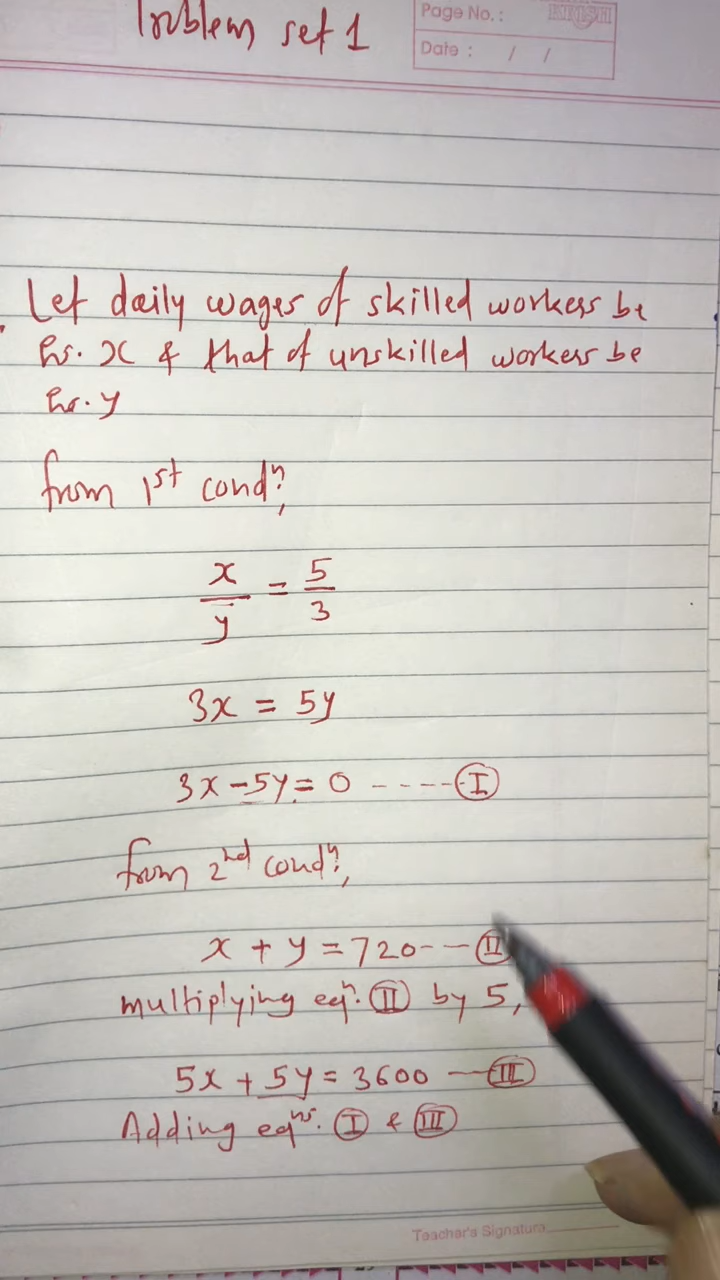 Problem set 1
Page No.:
Date : / /
Let daily wages of skilled workers be
Rs. x & that of unskilled workers be
Rs. y
from 1st condn,
x/y = 5/3
3x = 5y
3x - 5y = 0 ---- I
from 2nd condn,
x + y = 720 --- II
multiplying eqn. II by 5,
5x + 5y = 3600 — III
Adding eqns. I & III
Teacher's Signature